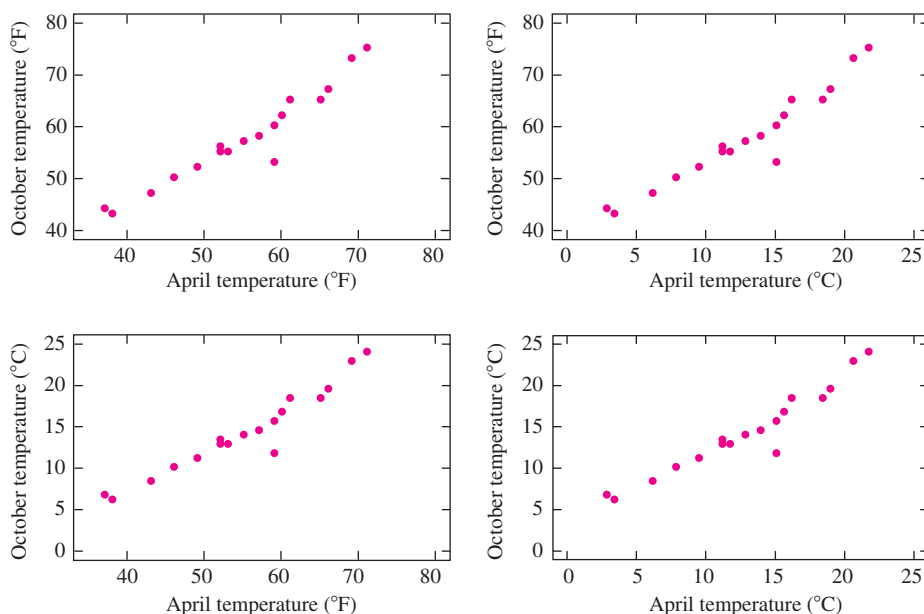 October temperature (°F)
80
70
60
50
40
40 50 60 70 80
April temperature (°F)
October temperature (°F)
80
70
60
50
40
0 5 10 15 20 25
April temperature (°C)
October temperature (°C)
25
20
15
10
5
0
40 50 60 70 80
April temperature (°F)
October temperature (°C)
25
20
15
10
5
0
0 5 10 15 20 25
April temperature (°C)